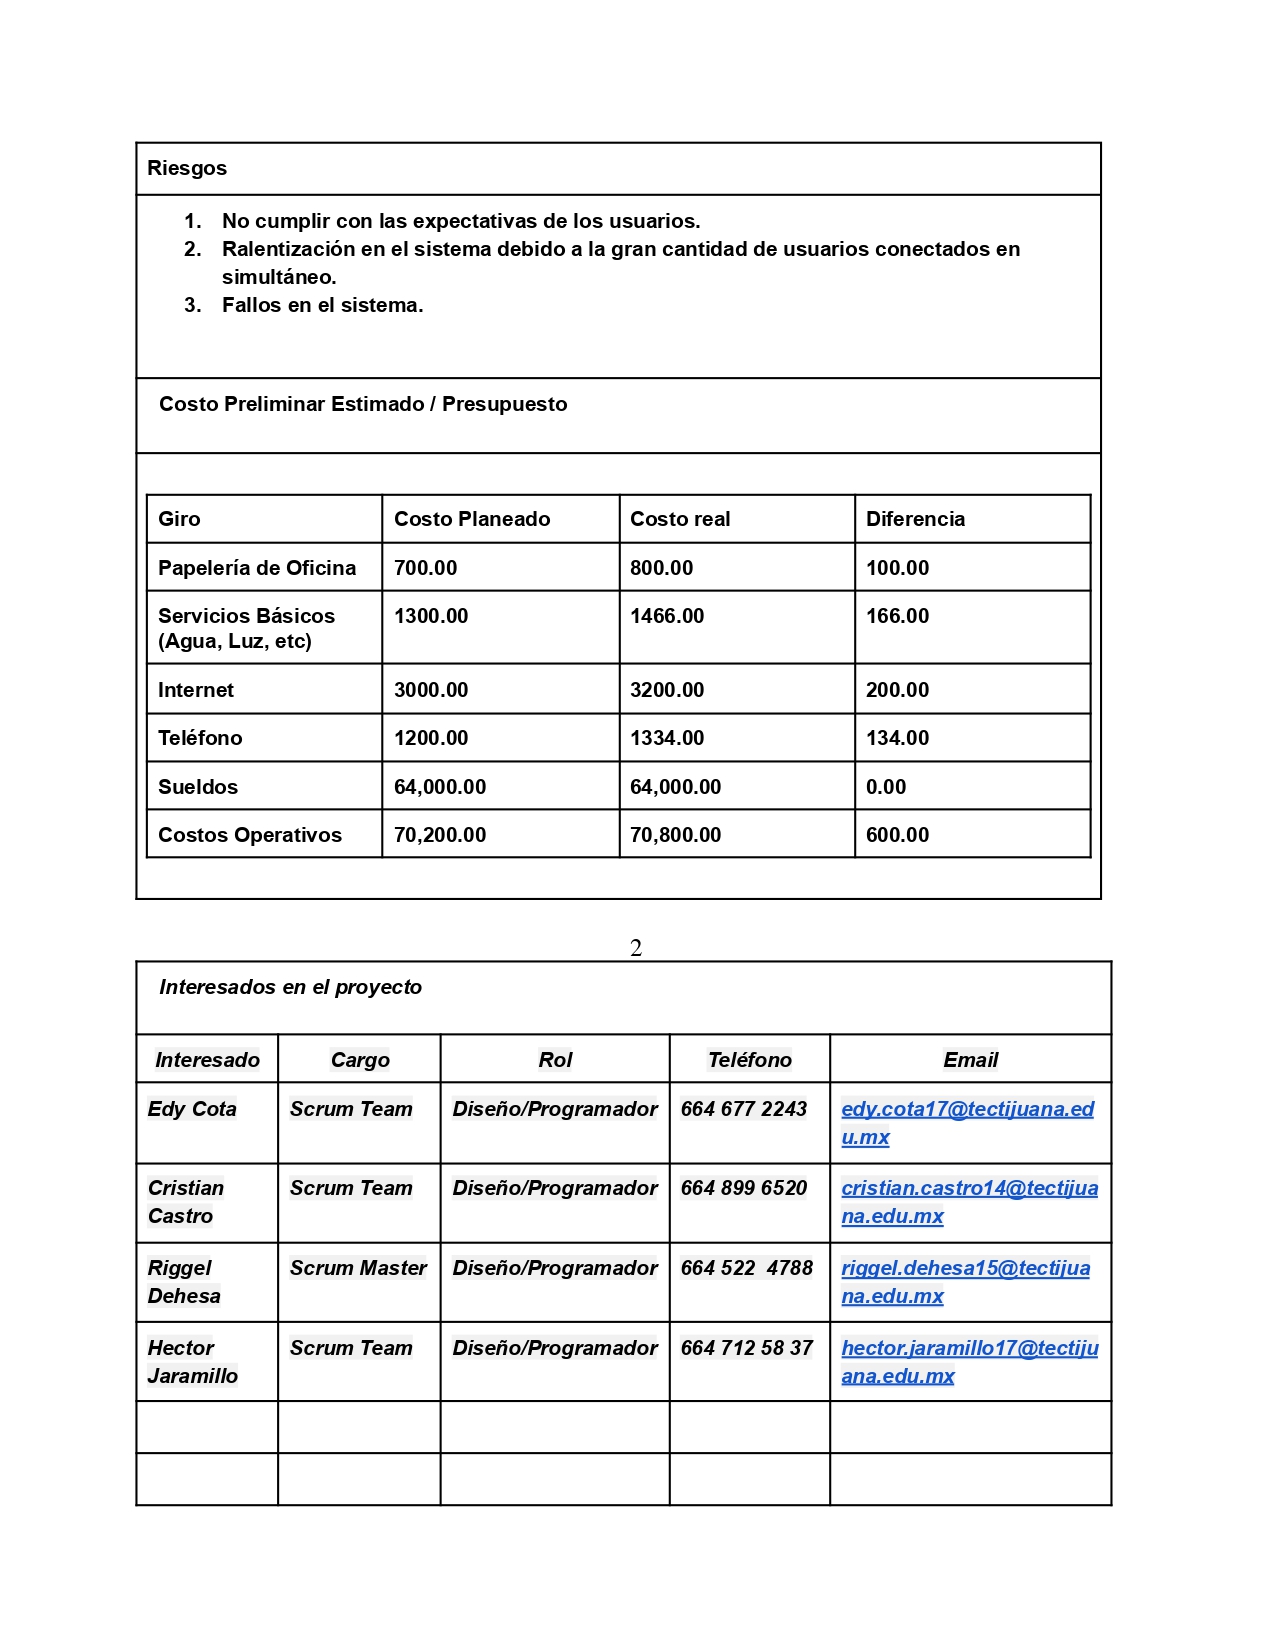 Riesgos
1. No cumplir con las expectativas de los usuarios.
2. Ralentización en el sistema debido a la gran cantidad de usuarios conectados en
simultáneo.
3. Fallos en el sistema.
Costo Preliminar Estimado / Presupuesto
Giro Costo Planeado Costo real Diferencia
Papelería de Oficina 700.00 800.00 100.00
Servicios Básicos 1300.00 1466.00 166.00
(Agua, Luz, etc)
Internet 3000.00 3200.00 200.00
Teléfono 1200.00 1334.00 134.00
Sueldos 64,000.00 64,000.00 0.00
Costos Operativos 70,200.00 70,800.00 600.00
2
Interesados en el proyecto
Interesado Cargo Rol Teléfono Email
Edy Cota Scrum Team Diseño/Programador 664 677 2243 edy.cota17@tectijuana.ed
u.mx
Cristian Scrum Team Diseño/Programador 664 899 6520 cristian.castro14@tectijua
Castro na.edu.mx
Riggel Scrum Master Diseño/Programador 664 522  4788 riggel.dehesa15@tectijua
Dehesa na.edu.mx
Hector Scrum Team Diseño/Programador 664 712 58 37 hector.jaramillo17@tectiju
Jaramillo ana.edu.mx